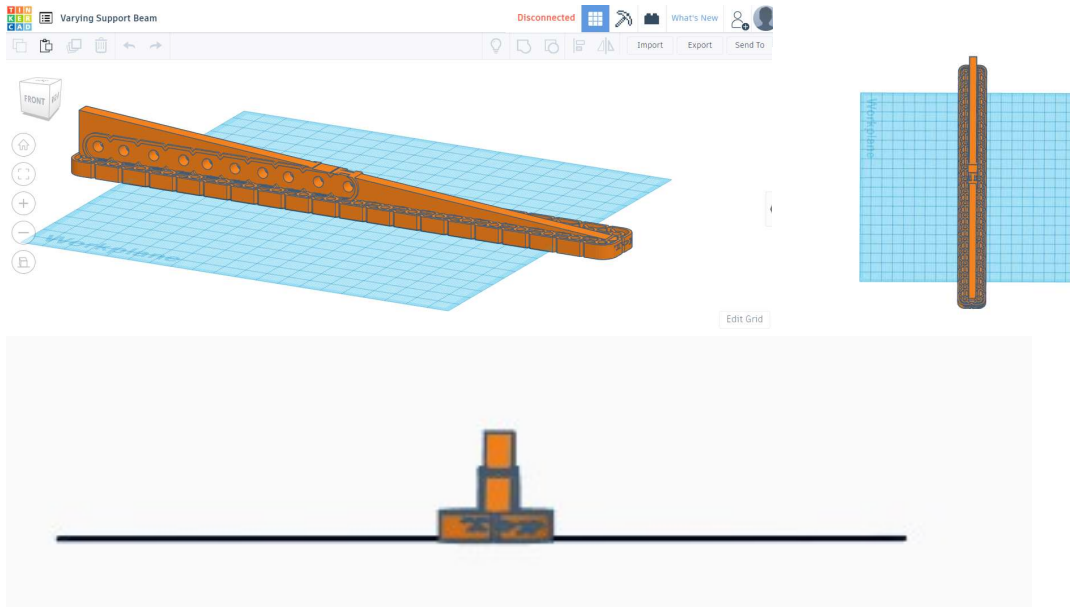 TIN
KER
CAD
Varying Support Beam
Disconnected
What's New
Import
Export
Send To
FRONT
Workplane
Edit Grid
Workplane